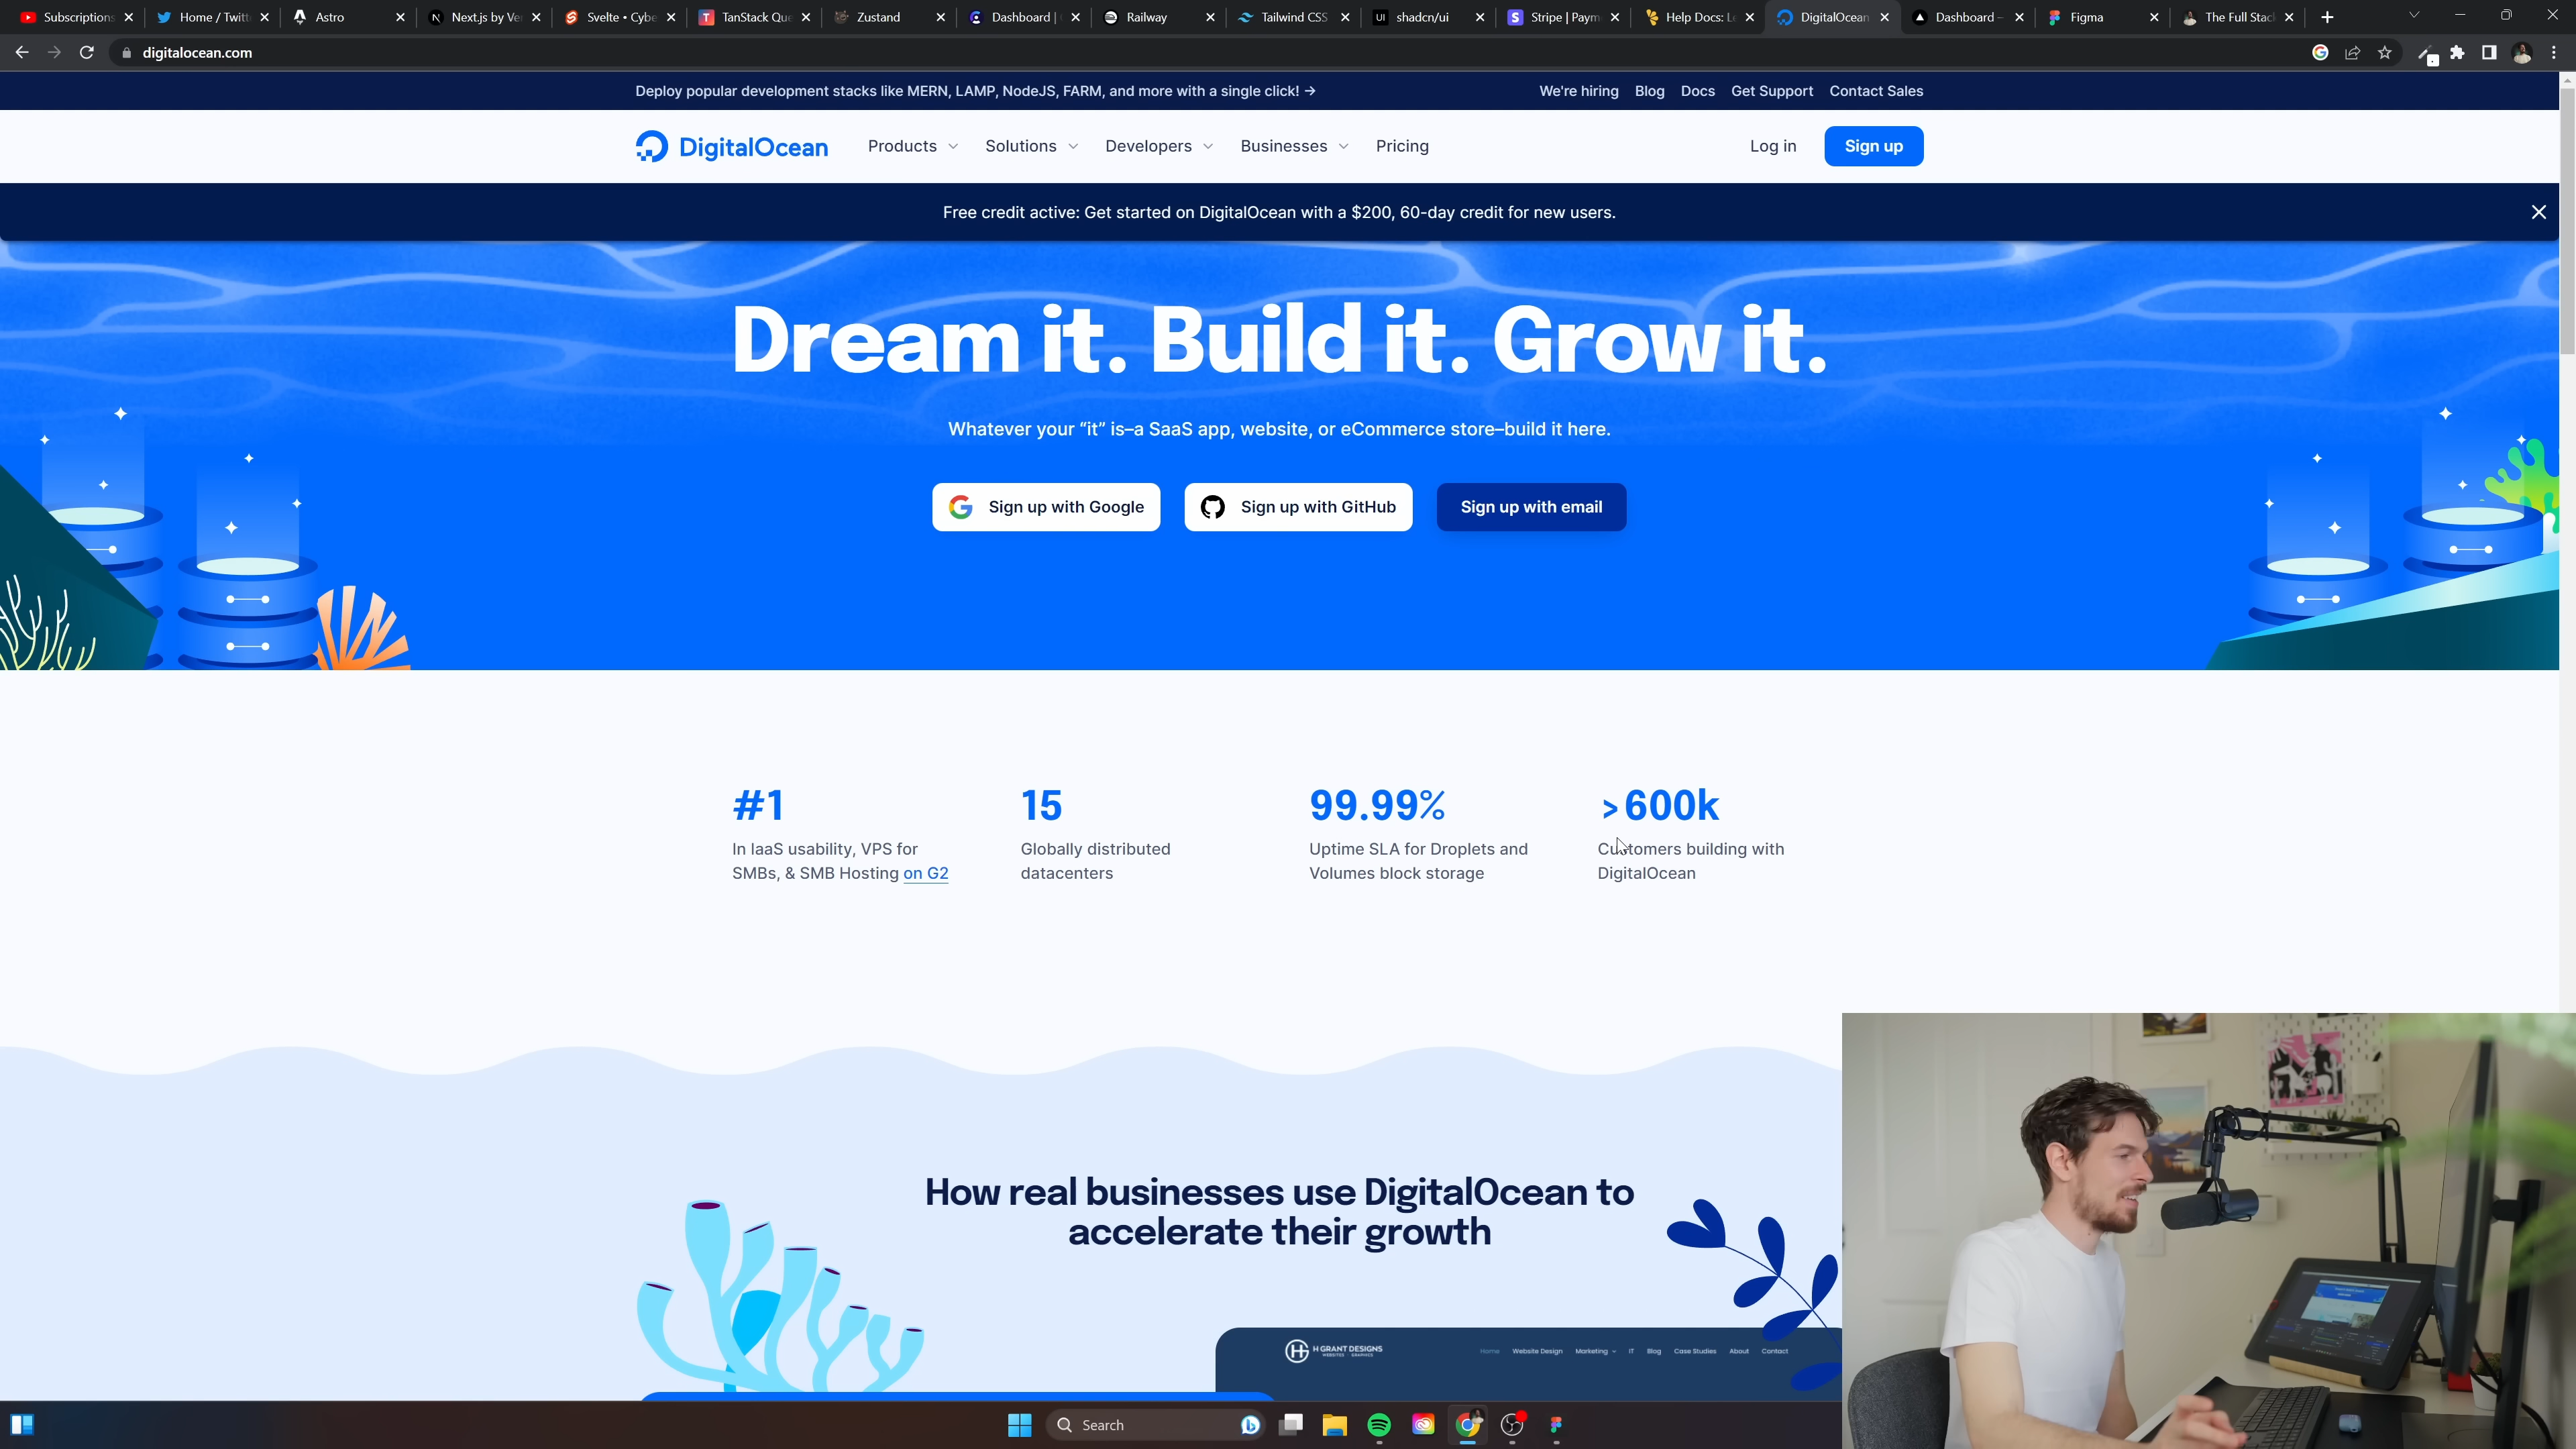 Subscriptions
Home / Twitt
Astro
Next.js by Ve
Svelte • Cybe
TanStack Que
Zustand
Dashboard |
Railway
Tailwind CSS
shadcn/ui
Stripe | Paym
Help Docs: L
DigitalOcean
Dashboard –
Figma
The Full Stac
digitalocean.com
Deploy popular development stacks like MERN, LAMP, NodeJS, FARM, and more with a single click! →
We're hiring
Blog
Docs
Get Support
Contact Sales
DigitalOcean
Products
Solutions
Developers
Businesses
Pricing
Log in
Sign up
Free credit active: Get started on DigitalOcean with a $200, 60-day credit for new users.
Dream it. Build it. Grow it.
Whatever your “it” is–a SaaS app, website, or eCommerce store–build it here.
Sign up with Google
Sign up with GitHub
Sign up with email
#1
In IaaS usability, VPS for
SMBs, & SMB Hosting on G2
15
Globally distributed
datacenters
99.99%
Uptime SLA for Droplets and
Volumes block storage
>600k
Customers building with
DigitalOcean
How real businesses use DigitalOcean to
accelerate their growth
H GRANT DESIGNS
WEBSITES GRAPHICS
Home
Website Design
Marketing
IT
Blog
Case Studies
About
Contact
Search